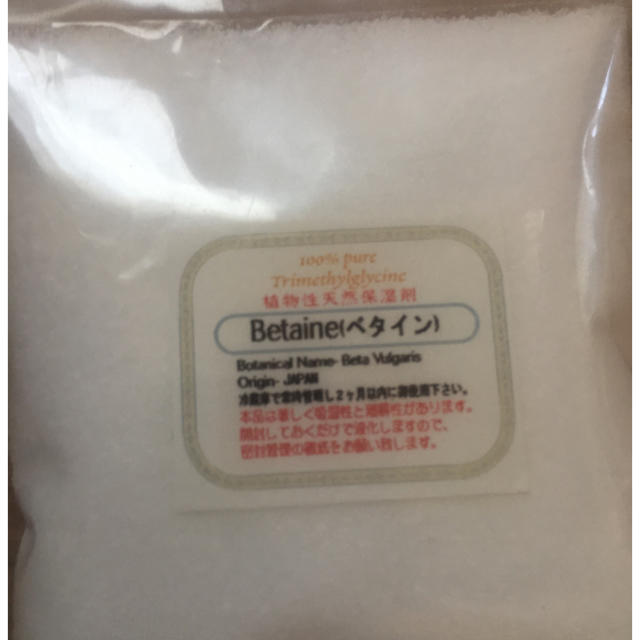 100% pure
Trimethylglycine
植物性天然保湿剤
Betaine(ベタイン)
Botanical Name- Beta Vulgaris
Origin- JAPAN
冷蔵庫で常時管理し2ヶ月以内に御使用下さい。
本品は著しく吸湿性と潮解性があります。
開封しておくだけで液化しますので、
密封管理の徹底をお願い致します。